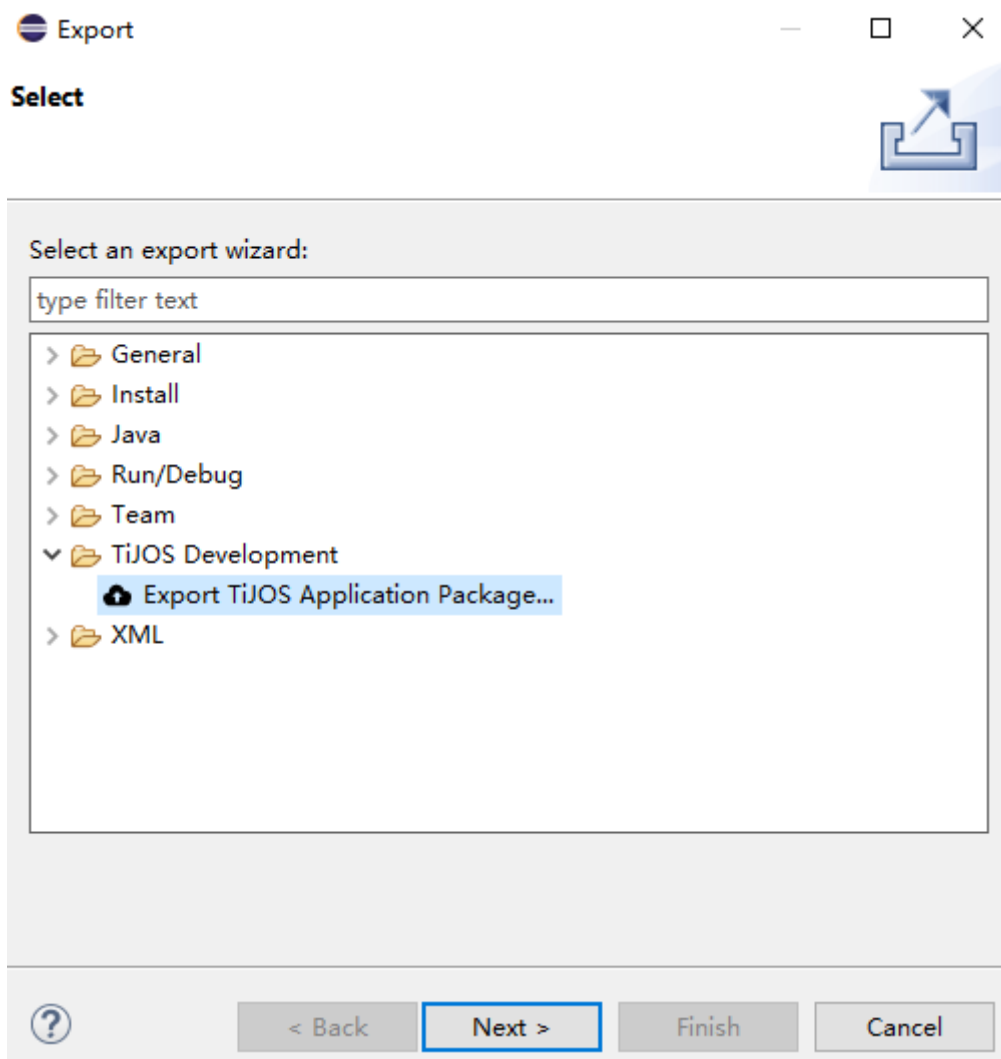 Export
Select
Select an export wizard:
type filter text
General
Install
Java
Run/Debug
Team
TiJOS Development
Export TiJOS Application Package...
XML
? < Back Next > Finish Cancel